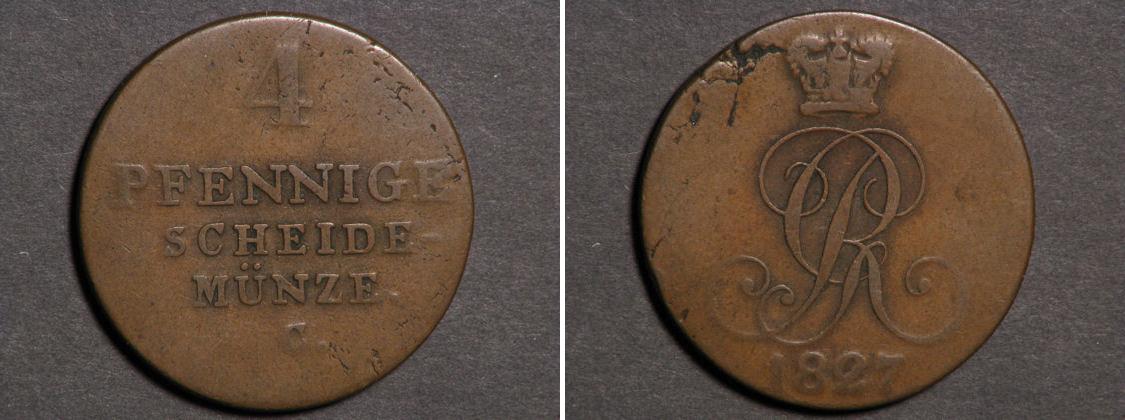 4
PFENNIGE
SCHEIDE-
MÜNZE.
C.
GR
1827